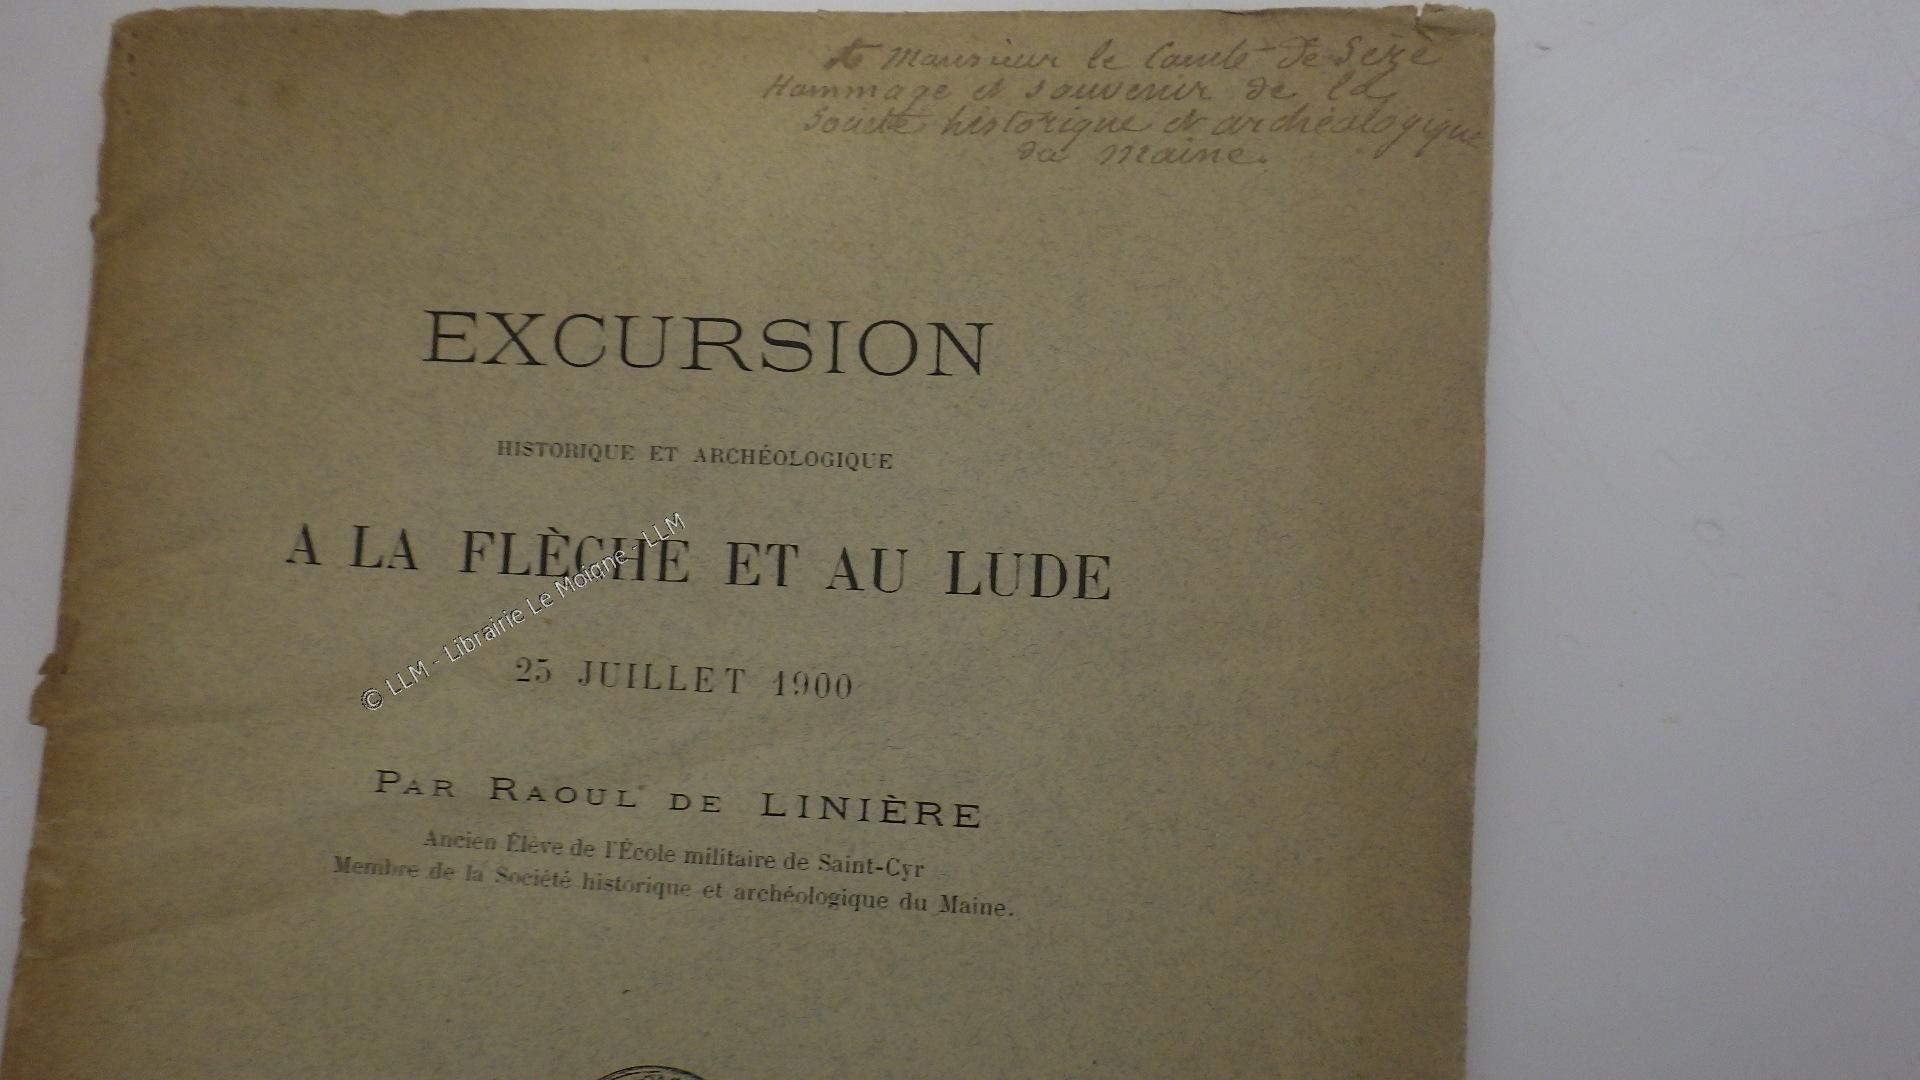 A Monsieur le Comte de Sèze
Hommage et souvenir de la
Société historique et archéologique
du Maine.
EXCURSION
HISTORIQUE ET ARCHÉOLOGIQUE
A LA FLÈCHE ET AU LUDE
© LLM - Librairie Le Moigne - LLM
25 JUILLET 1900
PAR RAOUL DE LINIÈRE
Ancien Élève de l'École militaire de Saint-Cyr
Membre de la Société historique et archéologique du Maine.